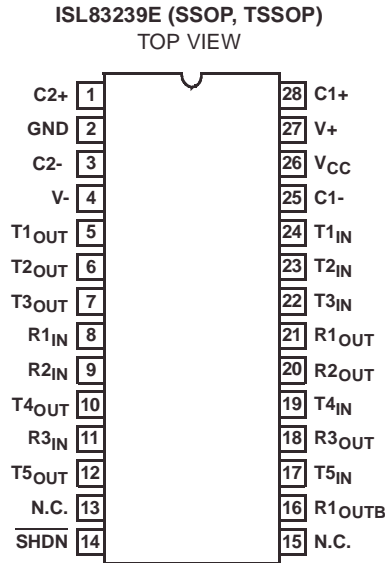 ISL83239E (SSOP, TSSOP)
TOP VIEW
C2+ 1 28 C1+
GND 2 27 V+
C2- 3 26 VCC
V- 4 25 C1-
T1OUT 5 24 T1IN
T2OUT 6 23 T2IN
T3OUT 7 22 T3IN
R1IN 8 21 R1OUT
R2IN 9 20 R2OUT
T4OUT 10 19 T4IN
R3IN 11 18 R3OUT
T5OUT 12 17 T5IN
N.C. 13 16 R1OUTB
SHDN 14 15 N.C.